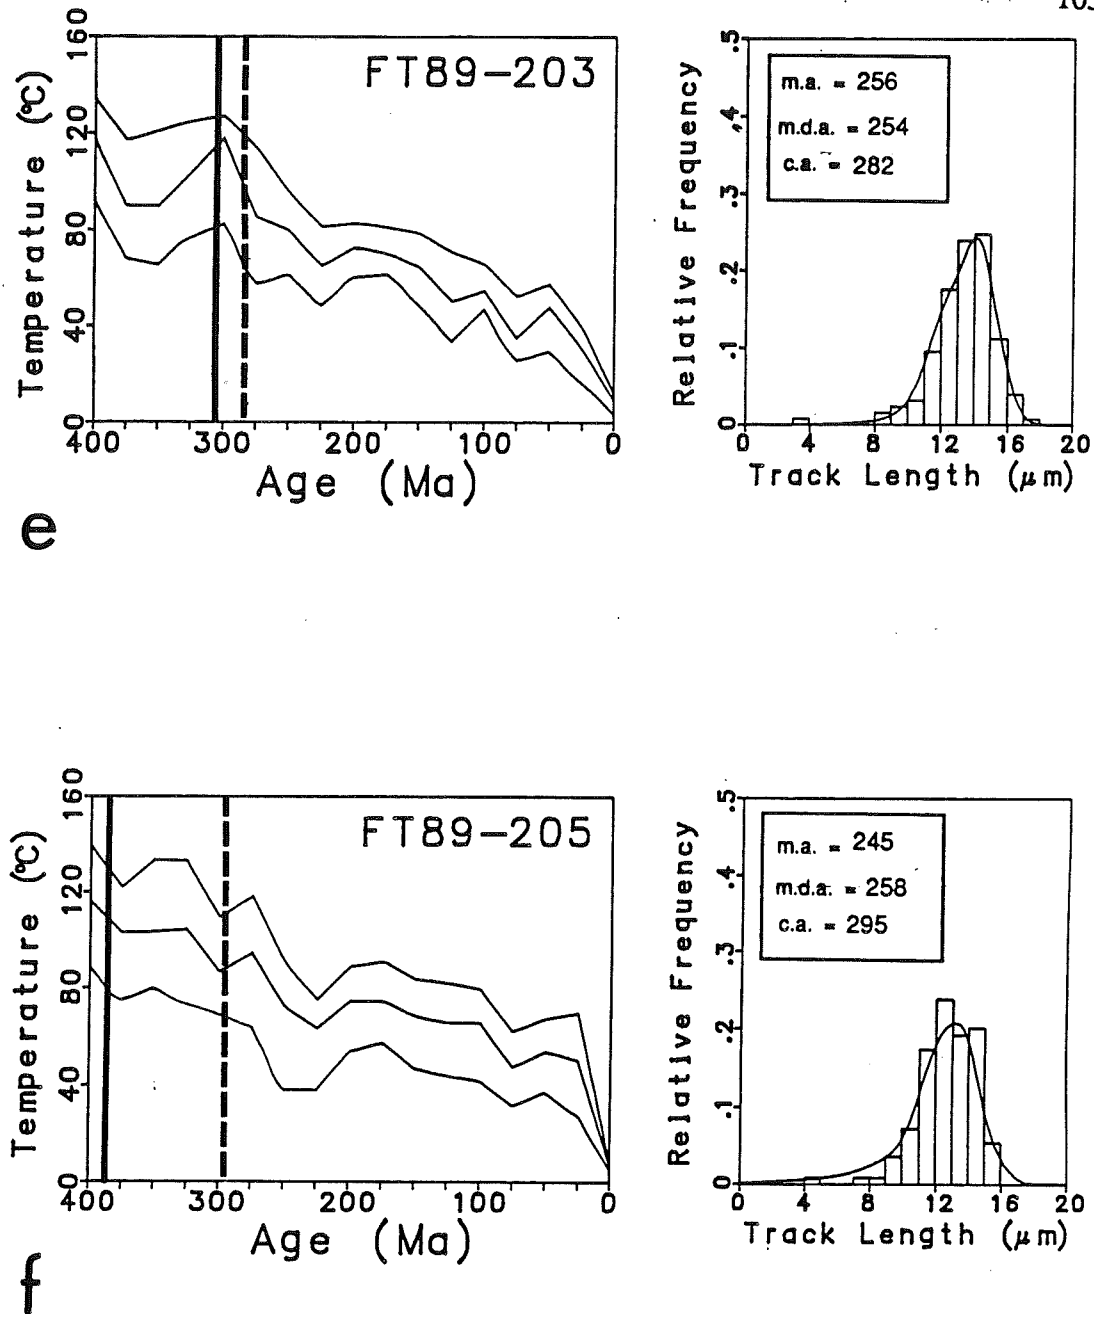 FT89-203
Temperature (°C)
160
120
80
40
0
400 300 200 100 0
Age (Ma)
m.a. = 256
m.d.a. = 254
c.a. = 282
Relative Frequency
.5
.4
.3
.2
.1
0
0 4 8 12 16 20
Track Length (μm)
e
FT89-205
Temperature (°C)
160
120
80
40
0
400 300 200 100 0
Age (Ma)
m.a. = 245
m.d.a. = 258
c.a. = 295
Relative Frequency
.5
.4
.3
.2
.1
0
0 4 8 12 16 20
Track Length (μm)
f